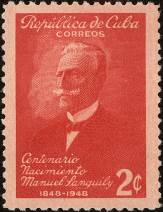 República de Cuba
CORREOS
Centenario
Nacimiento
Manuel Sanguily
1848-1948
2¢